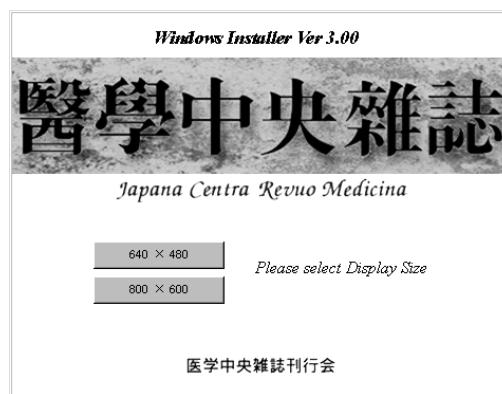 Windows Installer Ver 3.00
醫學中央雜誌
Japana Centra Revuo Medicina
640 × 480
Please select Display Size
800 × 600
医学中央雑誌刊行会